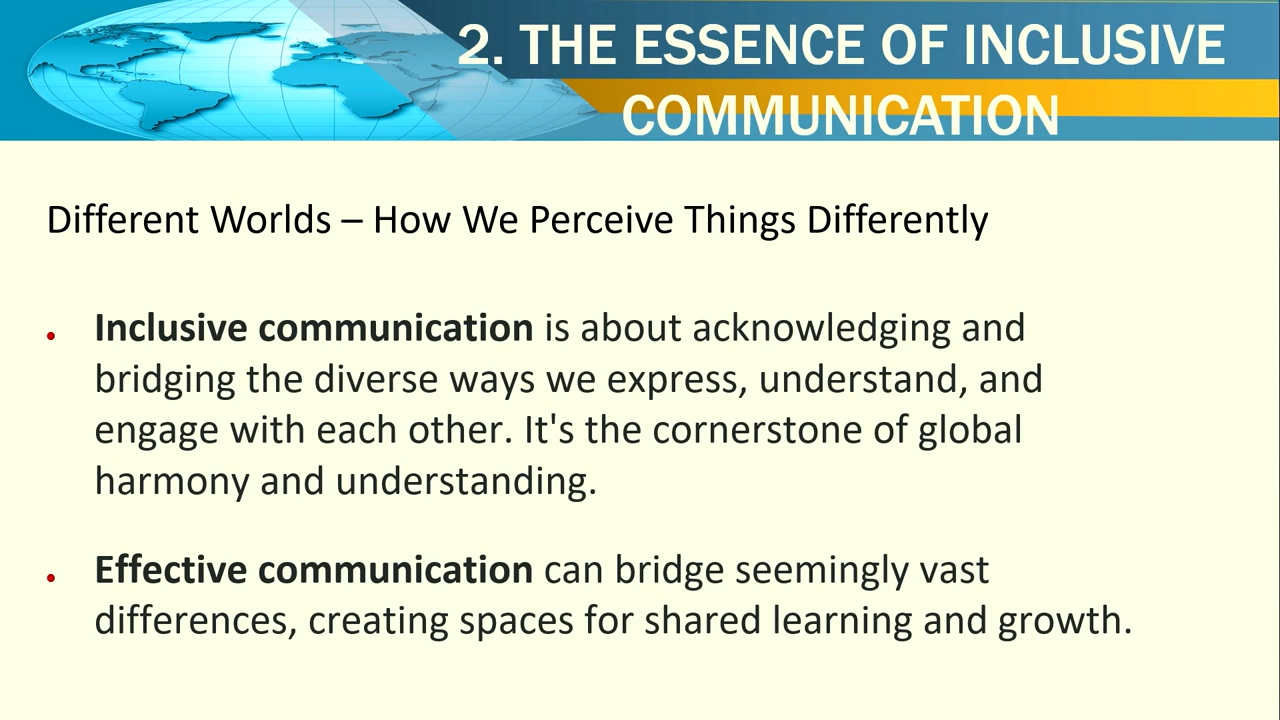 2. THE ESSENCE OF INCLUSIVE
COMMUNICATION
Different Worlds – How We Perceive Things Differently
Inclusive communication is about acknowledging and
bridging the diverse ways we express, understand, and
engage with each other. It's the cornerstone of global
harmony and understanding.
Effective communication can bridge seemingly vast
differences, creating spaces for shared learning and growth.